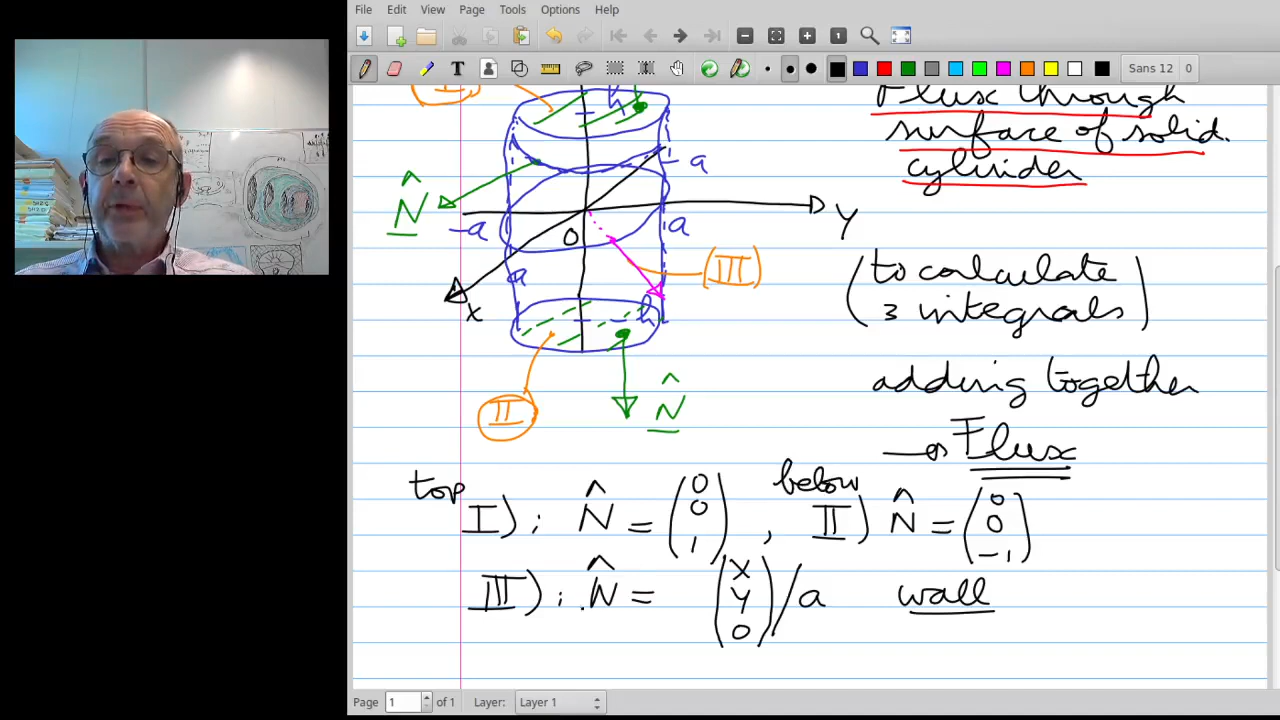 File Edit View Page Tools Options Help
Sans 12 0
Flux through
surface of solid
cylinder
h
- a
N̂
-a
0
a
Y
a
x
(III)
- h
(to calculate
3 integrals)
II
N̂
adding together
→ Flux
top
below
I) : N̂ = (0 0 1) , II) N̂ = (0 0 -1)
III) : N̂ = (x y 0) / a wall
Page 1 of 1 Layer: Layer 1